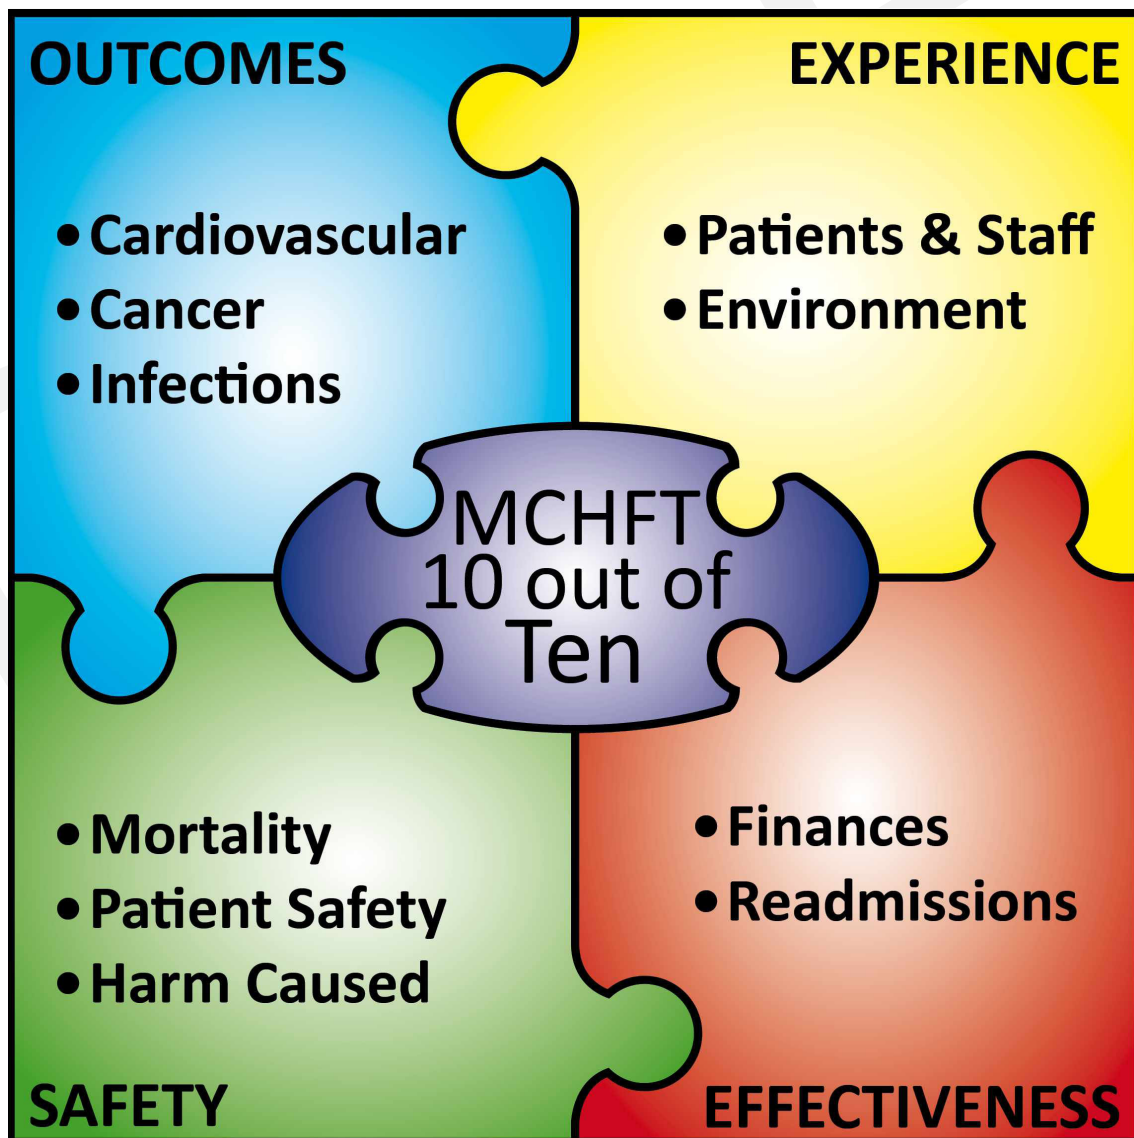 OUTCOMES
• Cardiovascular
• Cancer
• Infections
EXPERIENCE
• Patients & Staff
• Environment
MCHFT
10 out of
Ten
• Mortality
• Patient Safety
• Harm Caused
SAFETY
• Finances
• Readmissions
EFFECTIVENESS